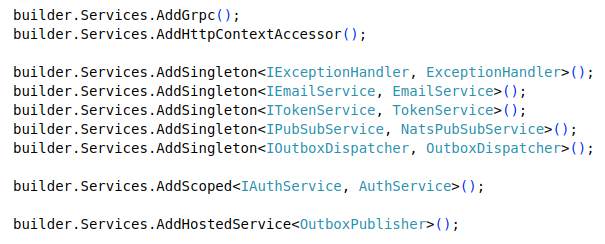 builder.Services.AddGrpc();
builder.Services.AddHttpContextAccessor();
builder.Services.AddSingleton<IExceptionHandler, ExceptionHandler>();
builder.Services.AddSingleton<IEmailService, EmailService>();
builder.Services.AddSingleton<ITokenService, TokenService>();
builder.Services.AddSingleton<IPubSubService, NatsPubSubService>();
builder.Services.AddSingleton<IOutboxDispatcher, OutboxDispatcher>();
builder.Services.AddScoped<IAuthService, AuthService>();
builder.Services.AddHostedService<OutboxPublisher>();